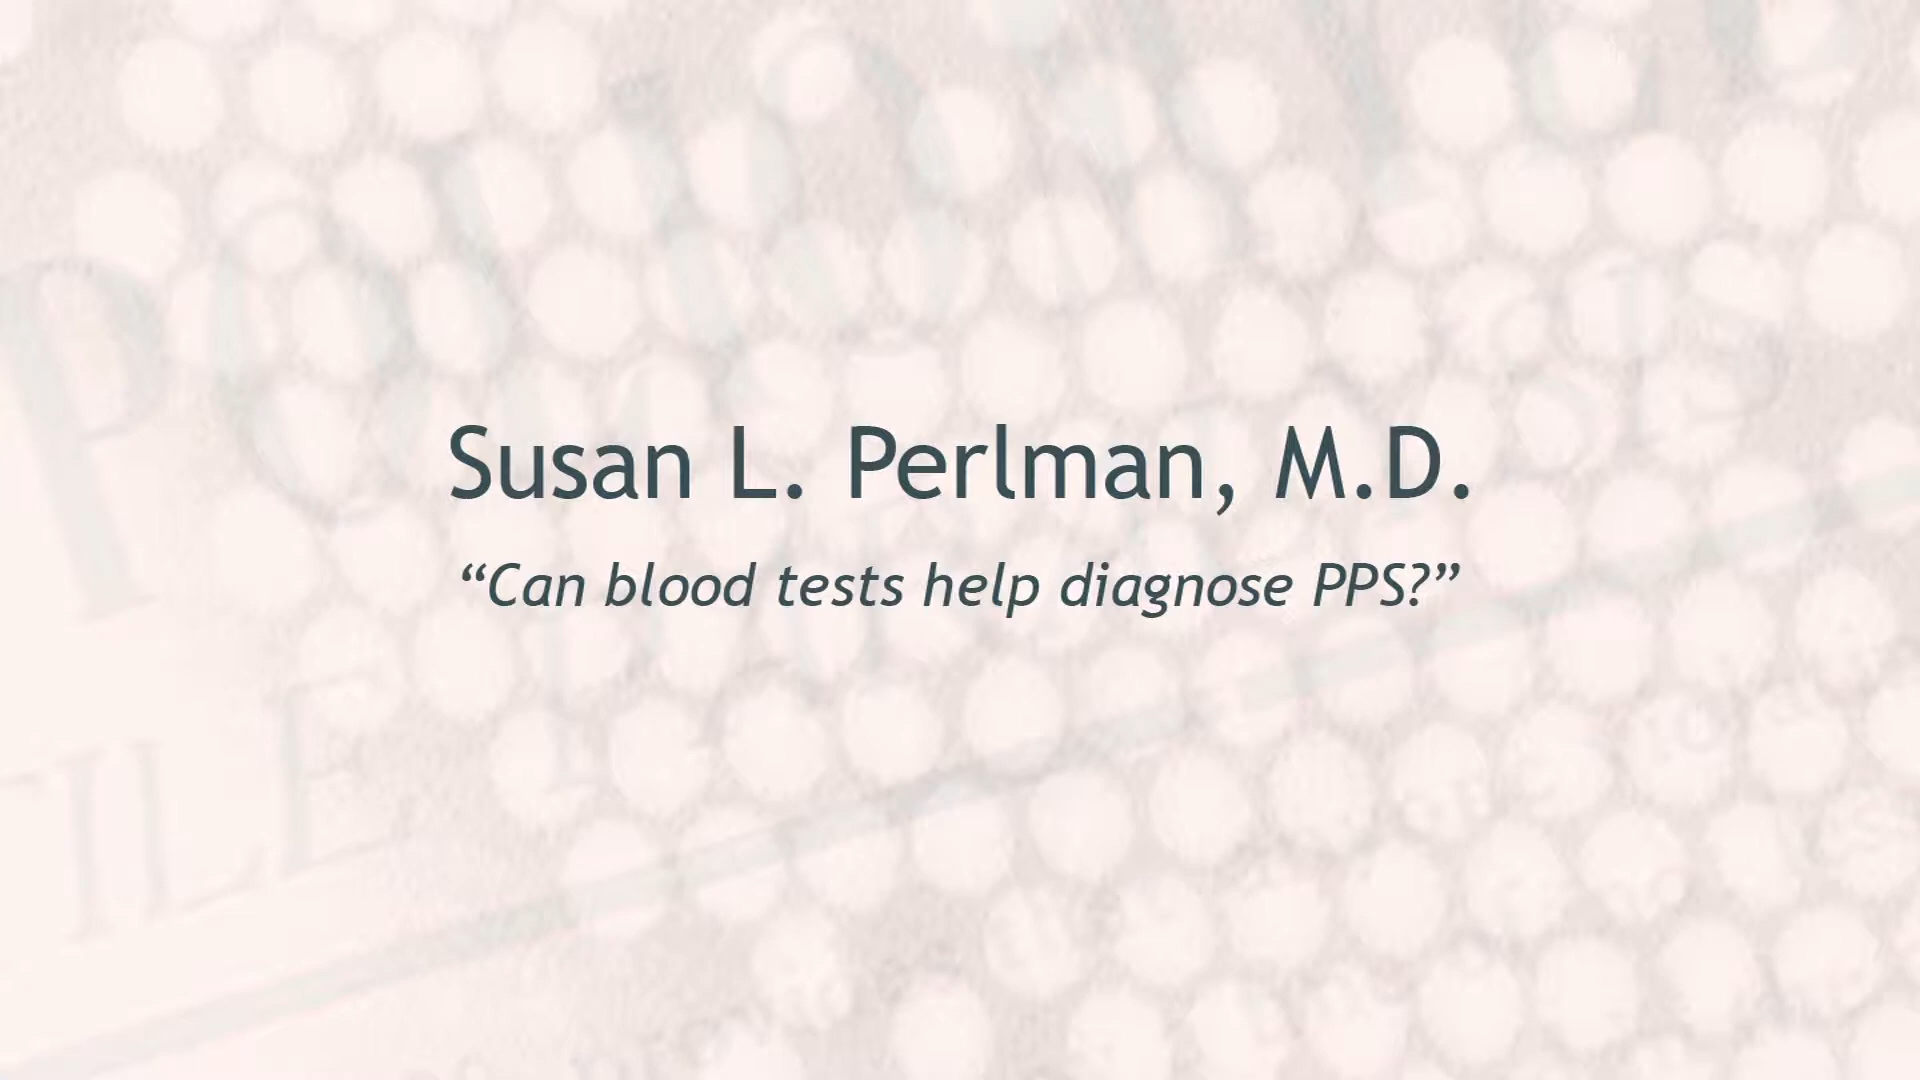 Susan L. Perlman, M.D.
“Can blood tests help diagnose PPS?”